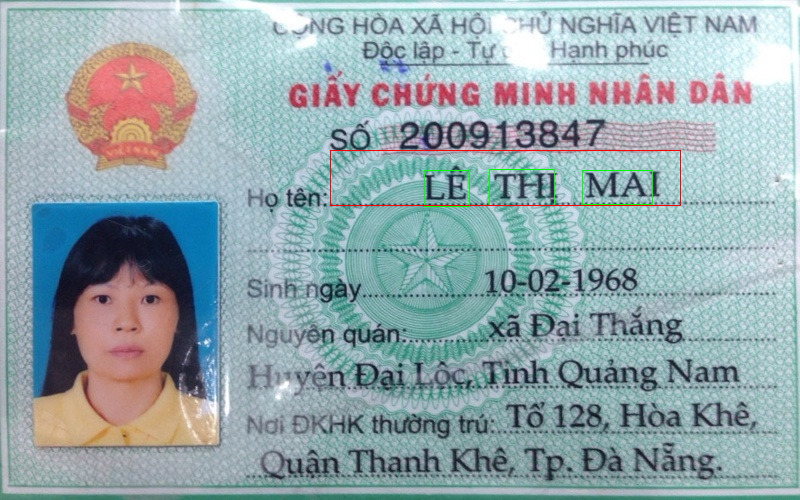 CỘNG HÒA XÃ HỘI CHỦ NGHĨA VIỆT NAM
Độc lập - Tự Hạnh phúc
GIẤY CHỨNG MINH NHÂN DÂN
SỐ 200913847
VIETNAM
Họ tên: LÊ THỊ MAI
Sinh ngày 10-02-1968
Nguyên quán: xã Đại Thắng
Huyện Đại Lộc, Tỉnh Quảng Nam
Nơi ĐKHK thường trú: Tổ 128, Hòa Khê,
Quận Thanh Khê, Tp. Đà Nẵng.